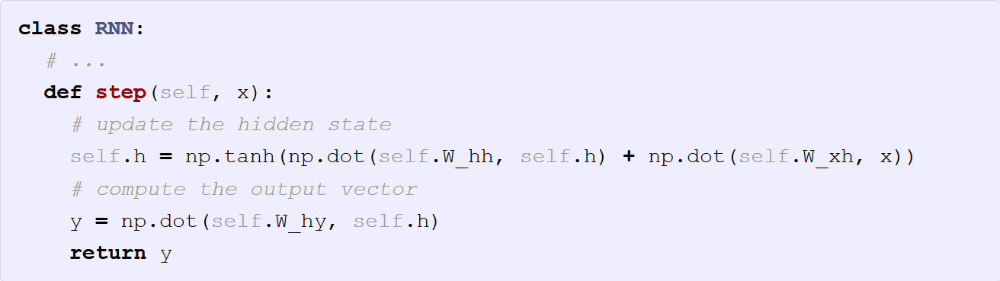 class RNN:
# ...
def step(self, x):
# update the hidden state
self.h = np.tanh(np.dot(self.W_hh, self.h) + np.dot(self.W_xh, x))
# compute the output vector
y = np.dot(self.W_hy, self.h)
return y